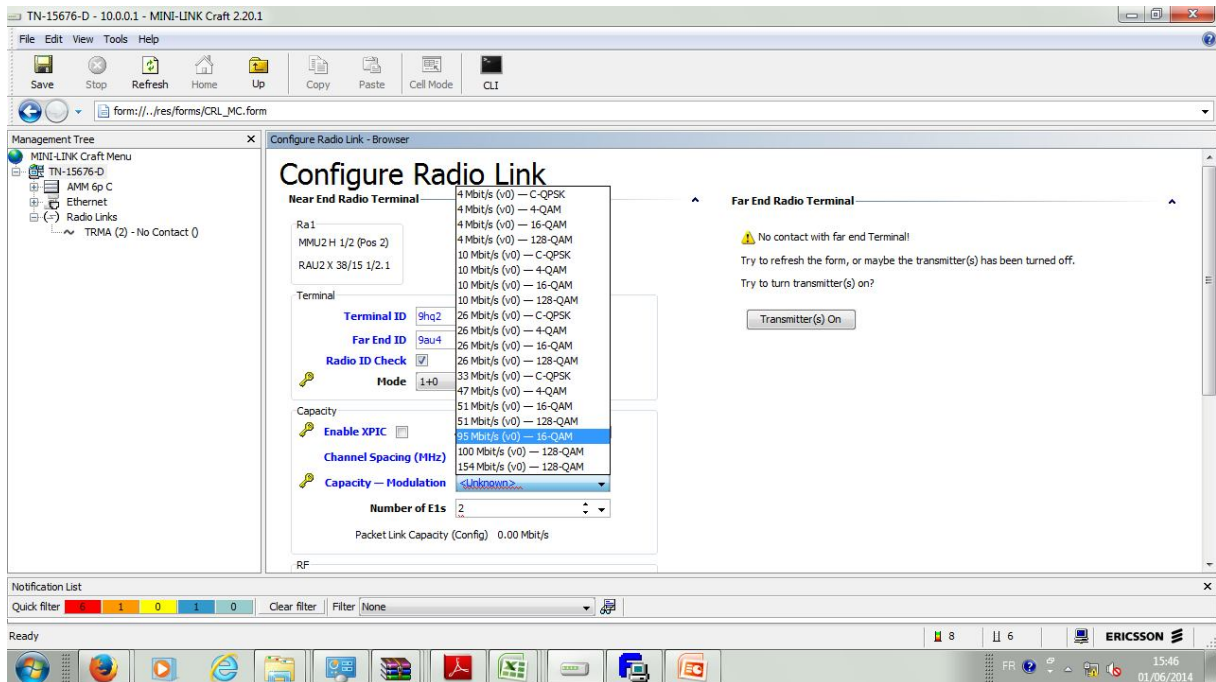 TN-15676-D - 10.0.0.1 - MINI-LINK Craft 2.20.1
File Edit View Tools Help
Save Stop Refresh Home Up Copy Paste Cell Mode CLI
form://../res/forms/CRL_MC.form
Management Tree
MINI-LINK Craft Menu
TN-15676-D
AMM 6p C
Ethernet
Radio Links
TRMA (2) - No Contact ()
Configure Radio Link - Browser
Configure Radio Link
Near End Radio Terminal
Ra1
MMU2 H 1/2 (Pos 2)
RAU2 X 38/15 1/2.1
Terminal
Terminal ID 9hq2
Far End ID 9au4
Radio ID Check
Mode 1+0
Capacity
Enable XPIC
Channel Spacing (MHz)
Capacity — Modulation <Unknown>
Number of E1s 2
Packet Link Capacity (Config) 0.00 Mbit/s
RF
4 Mbit/s (v0) — C-QPSK
4 Mbit/s (v0) — 4-QAM
4 Mbit/s (v0) — 16-QAM
4 Mbit/s (v0) — 128-QAM
10 Mbit/s (v0) — C-QPSK
10 Mbit/s (v0) — 4-QAM
10 Mbit/s (v0) — 16-QAM
10 Mbit/s (v0) — 128-QAM
26 Mbit/s (v0) — C-QPSK
26 Mbit/s (v0) — 4-QAM
26 Mbit/s (v0) — 16-QAM
26 Mbit/s (v0) — 128-QAM
33 Mbit/s (v0) — C-QPSK
47 Mbit/s (v0) — 4-QAM
51 Mbit/s (v0) — 16-QAM
51 Mbit/s (v0) — 128-QAM
95 Mbit/s (v0) — 16-QAM
100 Mbit/s (v0) — 128-QAM
154 Mbit/s (v0) — 128-QAM
Far End Radio Terminal
No contact with far end Terminal!
Try to refresh the form, or maybe the transmitter(s) has been turned off.
Try to turn transmitter(s) on?
Transmitter(s) On
Notification List
Quick filter 6 1 0 1 0 Clear filter Filter None
Ready 8 6 ERICSSON
FR 15:46
01/06/2014